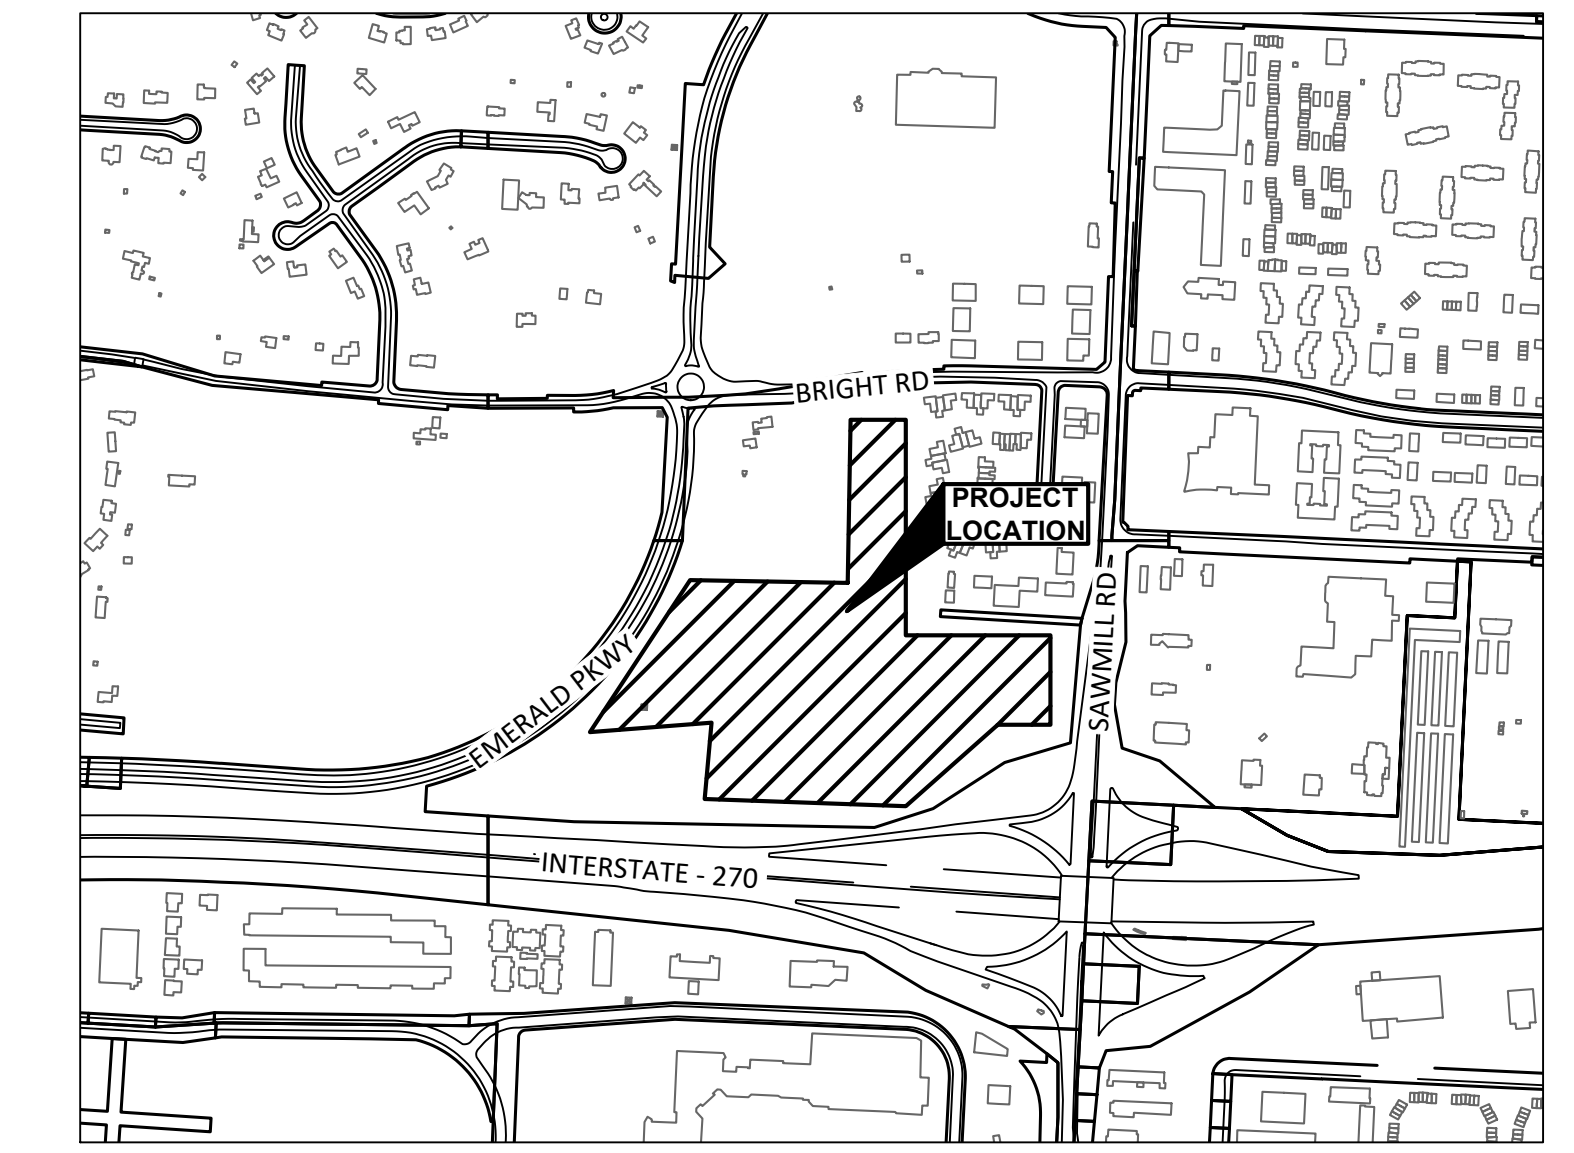 BRIGHT RD
PROJECT
LOCATION
SAWMILL RD
EMERALD PKWY
INTERSTATE - 270